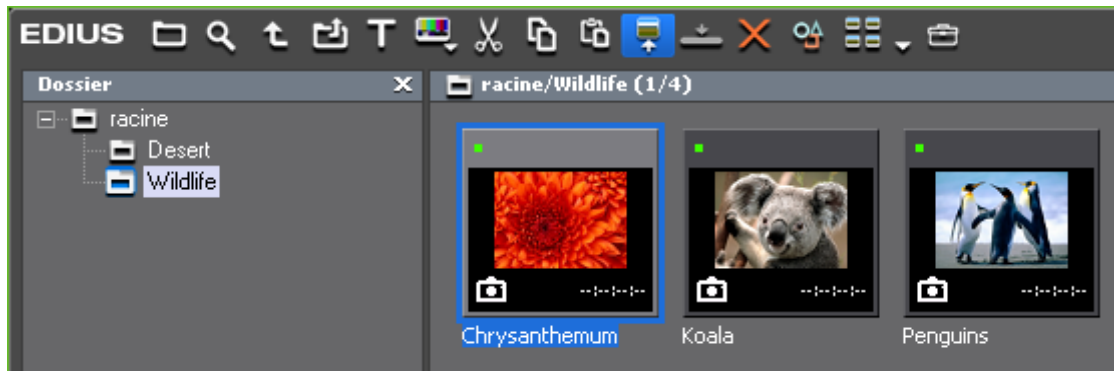 EDIUS
Dossier
racine
Desert
Wildlife
racine/Wildlife (1/4)
--:--:--:--
--:--:--:--
--:--:--:--
Chrysanthemum
Koala
Penguins